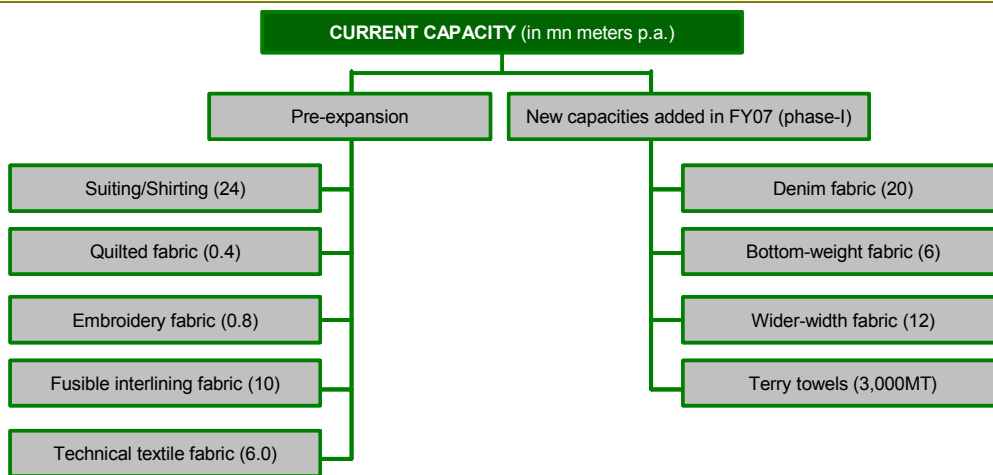 CURRENT CAPACITY (in mn meters p.a.)
Pre-expansion
New capacities added in FY07 (phase-I)
Suiting/Shirting (24)
Denim fabric (20)
Quilted fabric (0.4)
Bottom-weight fabric (6)
Embroidery fabric (0.8)
Wider-width fabric (12)
Fusible interlining fabric (10)
Terry towels (3,000MT)
Technical textile fabric (6.0)